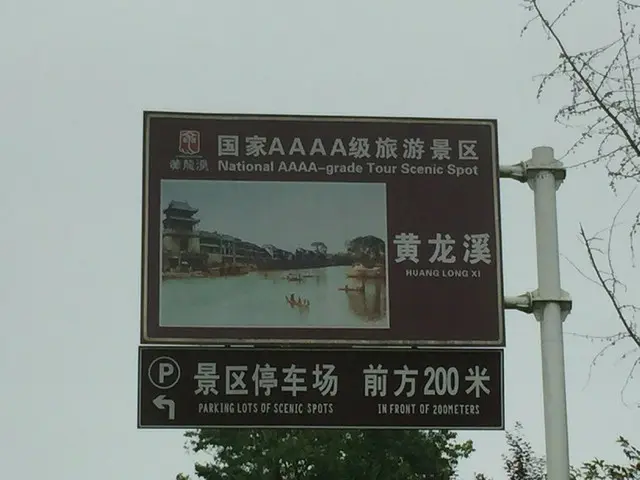 国家AAAA级旅游景区
National AAAA-grade Tour Scenic Spot
黄龍溪
黄龙溪
HUANG LONG XI
P 景区停车场 前方200米
PARKING LOTS OF SCENIC SPOTS IN FRONT OF 200METERS